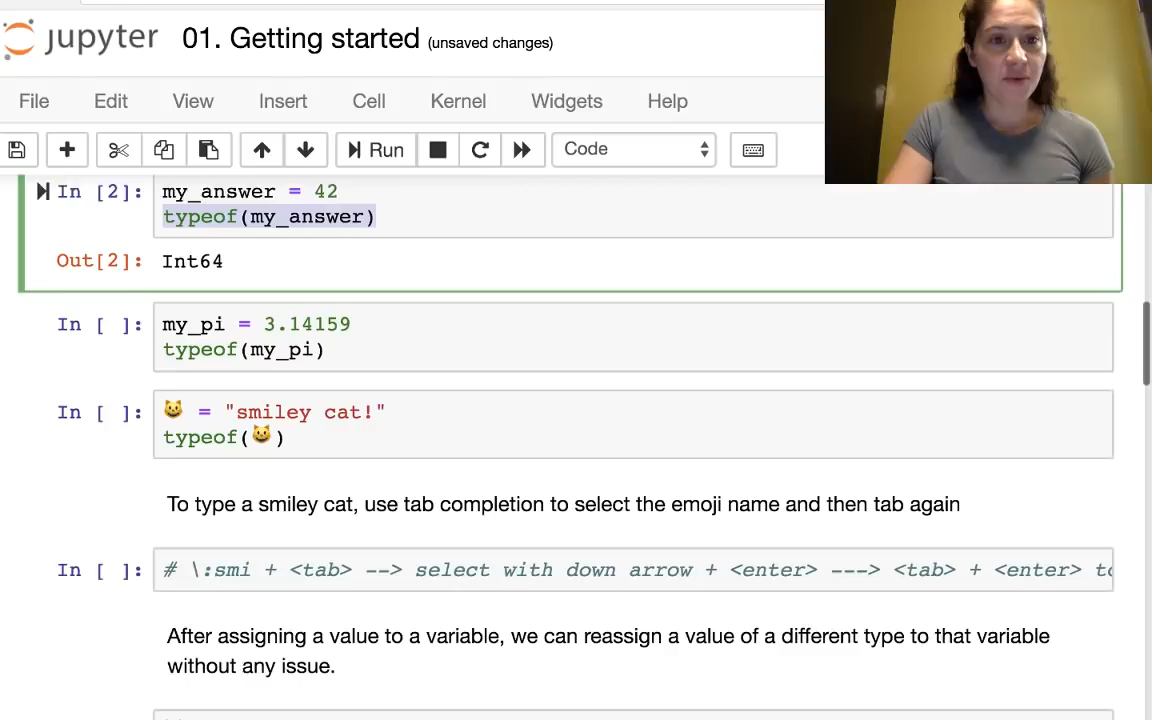 jupyter 01. Getting started (unsaved changes)
File Edit View Insert Cell Kernel Widgets Help
Run Code
In [2]: my_answer = 42
typeof(my_answer)
Out[2]: Int64
In [ ]: my_pi = 3.14159
typeof(my_pi)
In [ ]: 😺 = "smiley cat!"
typeof(😺)
To type a smiley cat, use tab completion to select the emoji name and then tab again
In [ ]: # \:smi + <tab> --> select with down arrow + <enter> ---> <tab> + <enter> to
After assigning a value to a variable, we can reassign a value of a different type to that variable
without any issue.